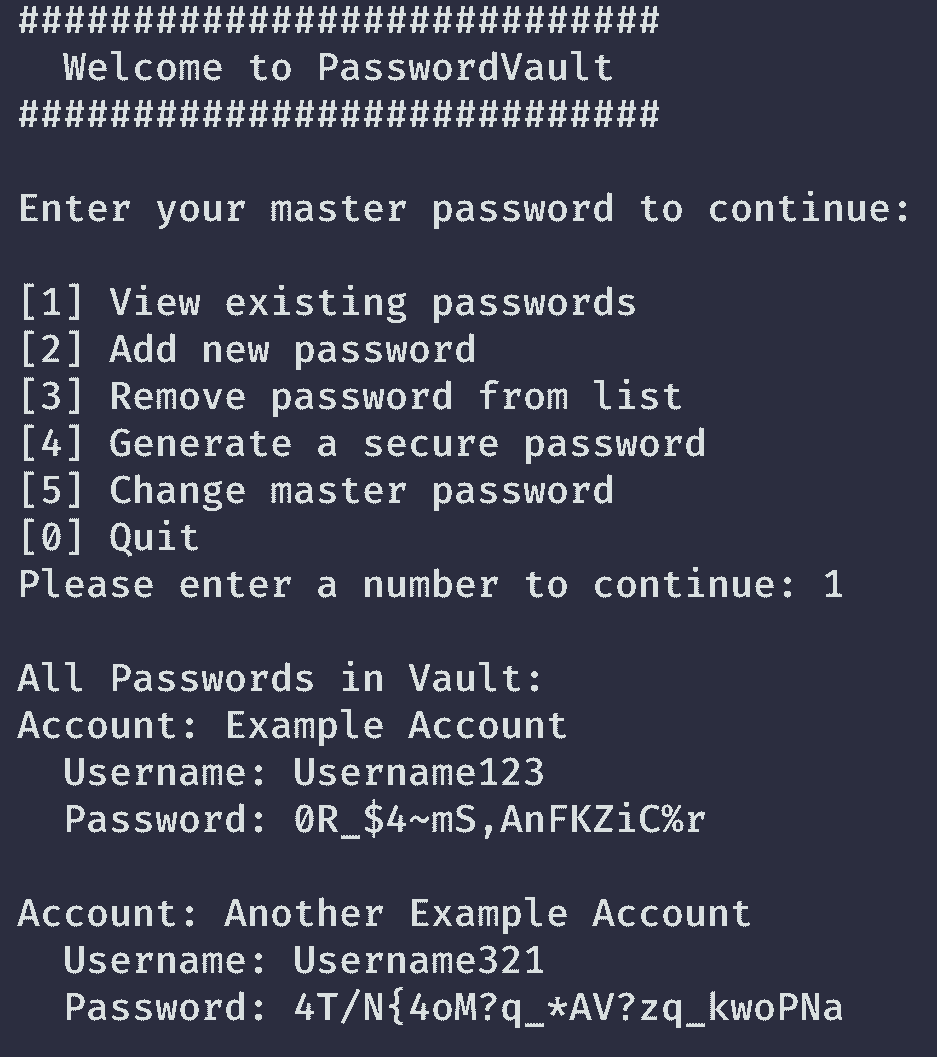 ############################
  Welcome to PasswordVault
############################
Enter your master password to continue:
[1] View existing passwords
[2] Add new password
[3] Remove password from list
[4] Generate a secure password
[5] Change master password
[0] Quit
Please enter a number to continue: 1
All Passwords in Vault:
Account: Example Account
  Username: Username123
  Password: 0R_$4~mS,AnFKZiC%r
Account: Another Example Account
  Username: Username321
  Password: 4T/N{4oM?q_*AV?zq_kwoPNa